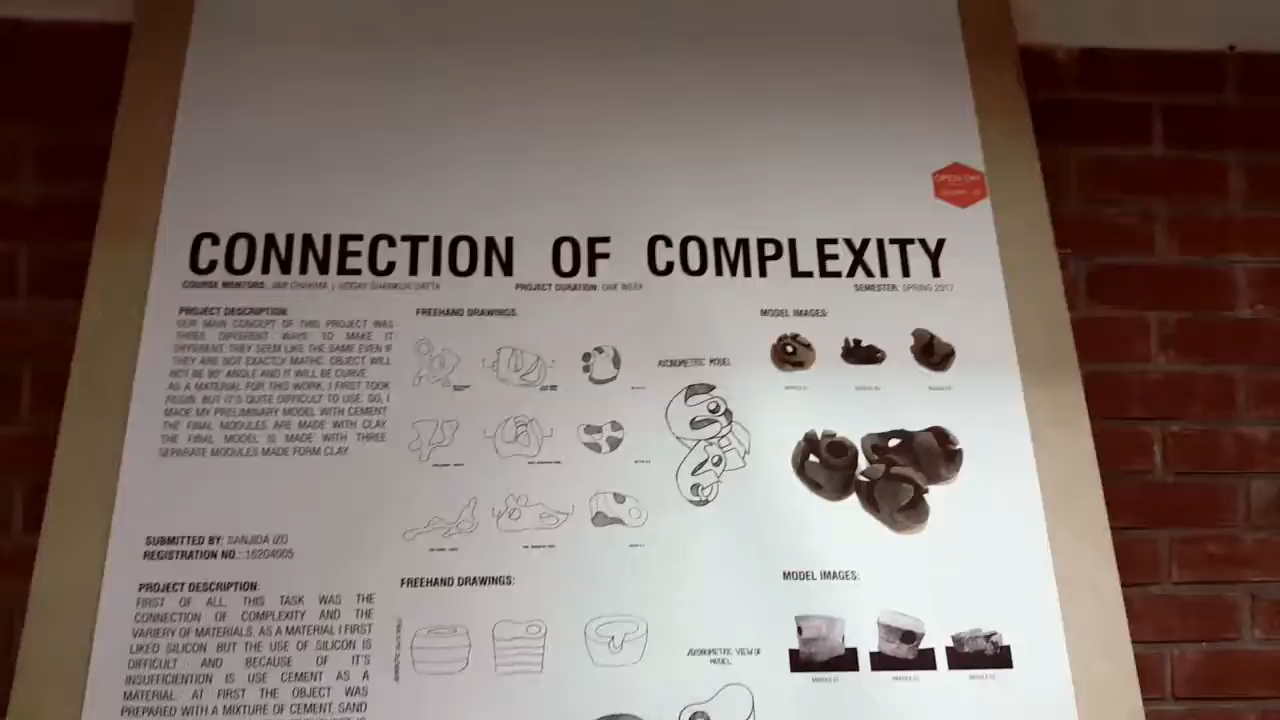 OPEN DAY
CONNECTION OF COMPLEXITY
COURSE MENTORS:
PROJECT DURATION: ONE WEEK
SEMESTER: SPRING 2017
PROJECT DESCRIPTION:
OUR MAIN CONCEPT OF THIS PROJECT WAS
THREE DIFFERENT WAYS TO MAKE IT
DIFFERENT. THEY SEEM LIKE THE SAME EVEN IF
THEY ARE NOT EXACTLY MATHC. OBJECT WILL
NOT BE 90° ANGLE AND IT WILL BE CURVE.
AS A MATERIAL FOR THIS WORK, I FIRST TOOK
RESIN. BUT IT'S QUITE DIFFICULT TO USE. SO, I
MADE MY PRELIMINARY MODEL WITH CEMENT.
THE FINAL MODULES ARE MADE WITH CLAY.
THE FINAL MODEL IS MADE WITH THREE
SEPARATE MODULES MADE FORM CLAY.
FREEHAND DRAWINGS:
AXONOMETRIC MODEL
MODEL IMAGES:
SUBMITTED BY: SANJIDA
REGISTRATION NO.: 16204005
PROJECT DESCRIPTION:
FIRST OF ALL, THIS TASK WAS THE
CONNECTION OF COMPLEXITY AND THE
VARIERY OF MATERIALS. AS A MATERIAL I FIRST
LIKED SILICON. BUT THE USE OF SILICON IS
DIFFICULT AND BECAUSE OF IT'S
INSUFFICIENTION IS USE CEMENT AS A
MATERIAL. AT FIRST THE OBJECT WAS
PREPARED WITH A MIXTURE OF CEMENT, SAND
FREEHAND DRAWINGS:
AXONOMETRIC VIEW OF
MODEL
MODEL IMAGES: